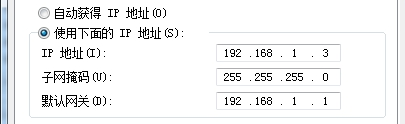 自动获得 IP 地址(O)
使用下面的 IP 地址(S):
IP 地址(I): 192 .168 . 1 . 3
子网掩码(U): 255 .255 .255 . 0
默认网关(D): 192 .168 . 1 . 1